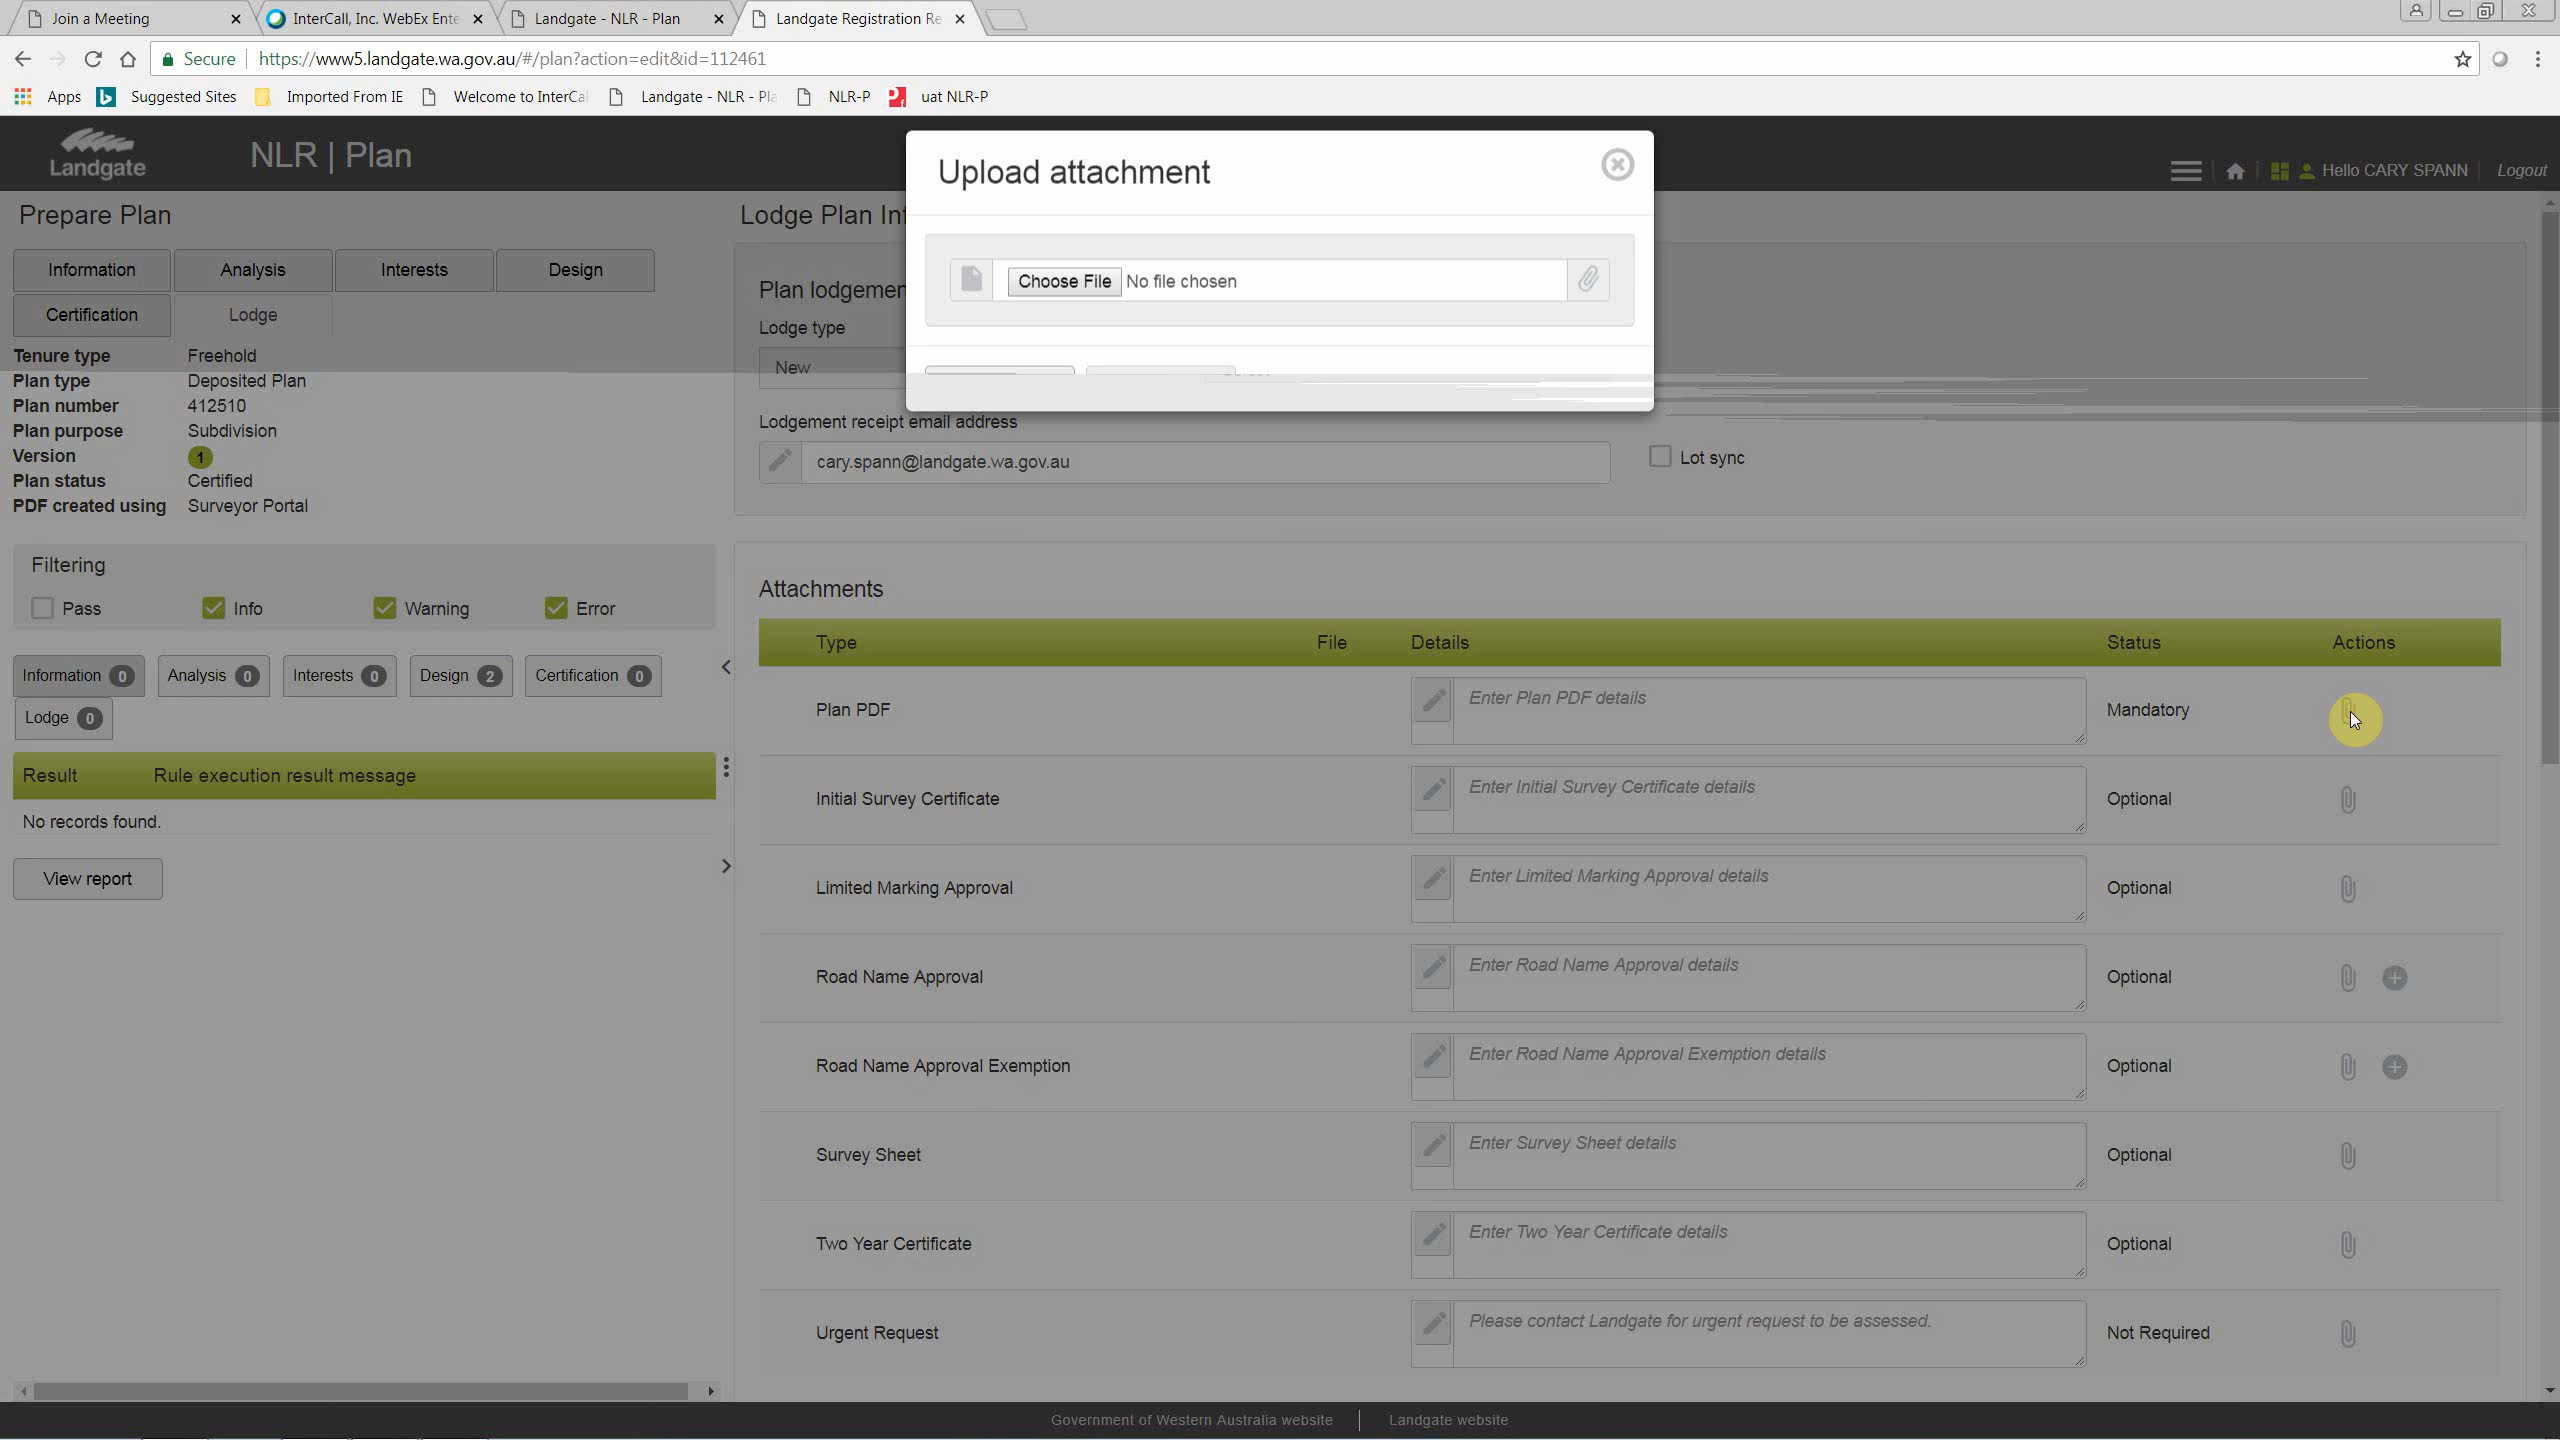 Join a Meeting
InterCall, Inc. WebEx Ente
Landgate - NLR - Plan
Landgate Registration Re
Secure
https://www5.landgate.wa.gov.au/#/plan?action=edit&id=112461
Apps
Suggested Sites
Imported From IE
Welcome to InterCal
Landgate - NLR - Pla
NLR-P
uat NLR-P
Landgate
NLR | Plan
Hello CARY SPANN
Logout
Upload attachment
Choose File No file chosen
Prepare Plan
Information
Analysis
Interests
Design
Certification
Lodge
Tenure type Freehold
Plan type Deposited Plan
Plan number 412510
Plan purpose Subdivision
Version 1
Plan status Certified
PDF created using Surveyor Portal
Filtering
Pass
Info
Warning
Error
Information 0
Analysis 0
Interests 0
Design 2
Certification 0
Lodge 0
Result Rule execution result message
No records found.
View report
Lodge Plan In
Plan lodgemen
Lodge type
New
Lodgement receipt email address
cary.spann@landgate.wa.gov.au
Lot sync
Attachments
Type File Details Status Actions
Plan PDF Enter Plan PDF details Mandatory
Initial Survey Certificate Enter Initial Survey Certificate details Optional
Limited Marking Approval Enter Limited Marking Approval details Optional
Road Name Approval Enter Road Name Approval details Optional
Road Name Approval Exemption Enter Road Name Approval Exemption details Optional
Survey Sheet Enter Survey Sheet details Optional
Two Year Certificate Enter Two Year Certificate details Optional
Urgent Request Please contact Landgate for urgent request to be assessed. Not Required
Government of Western Australia website
Landgate website